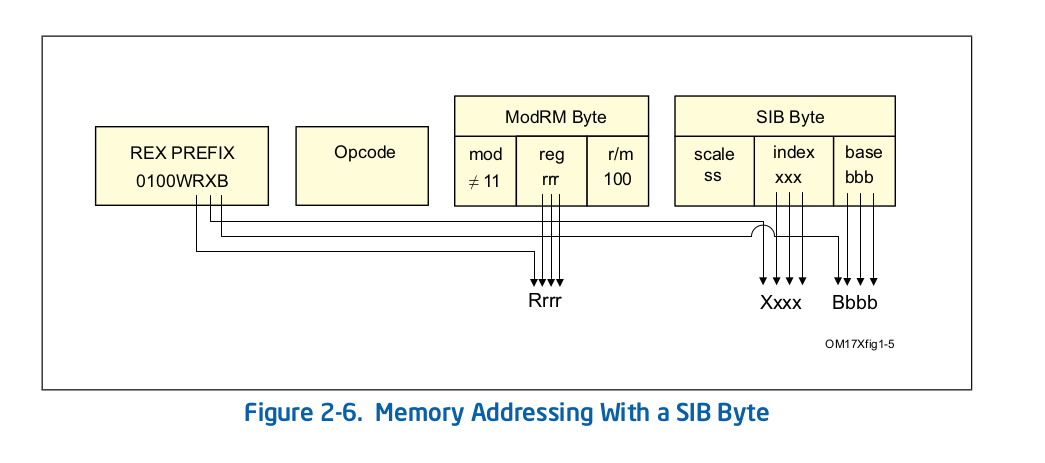 REX PREFIX
0100WRXB
Opcode
ModRM Byte
mod
≠ 11
reg
rrr
r/m
100
SIB Byte
scale
ss
index
xxx
base
bbb
Rrrr
Xxxx
Bbbb
OM17Xfig1-5
Figure 2-6. Memory Addressing With a SIB Byte